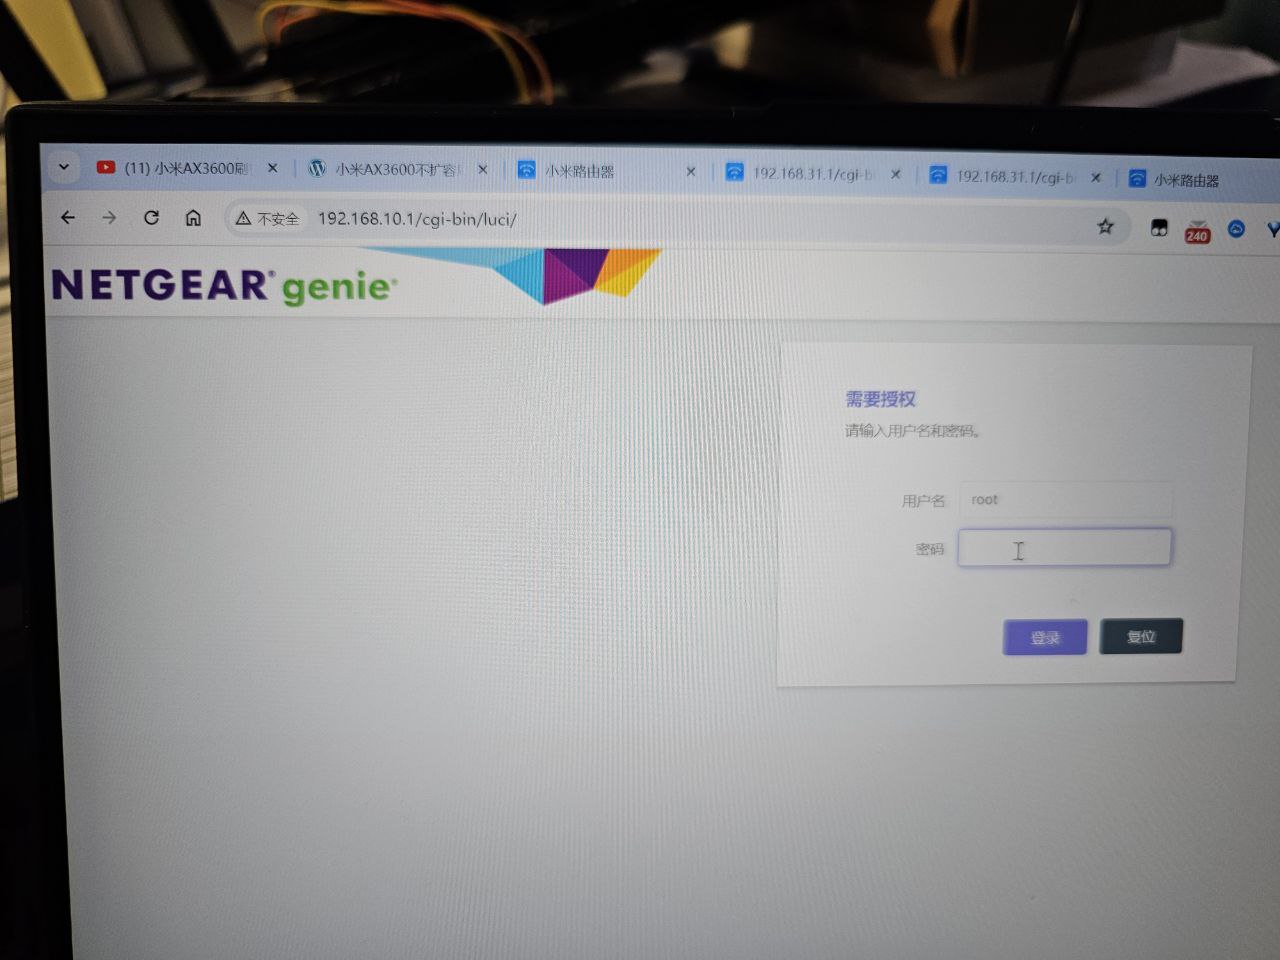 (11) 小米AX3600刷
小米AX3600不扩容
小米路由器
192.168.31.1/cgi-b
192.168.31.1/cgi-b
小米路由器
不安全
192.168.10.1/cgi-bin/luci/
240
NETGEAR® genie®
需要授权
请输入用户名和密码。
用户名 root
密码
登录 复位